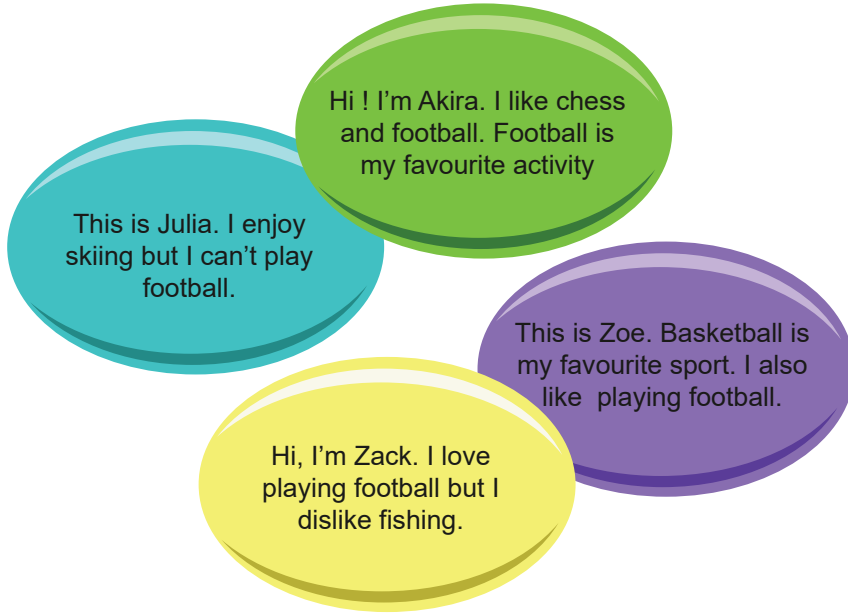 Hi ! I'm Akira. I like chess
and football. Football is
my favourite activity
This is Julia. I enjoy
skiing but I can't play
football.
This is Zoe. Basketball is
my favourite sport. I also
like  playing football.
Hi, I'm Zack. I love
playing football but I
dislike fishing.